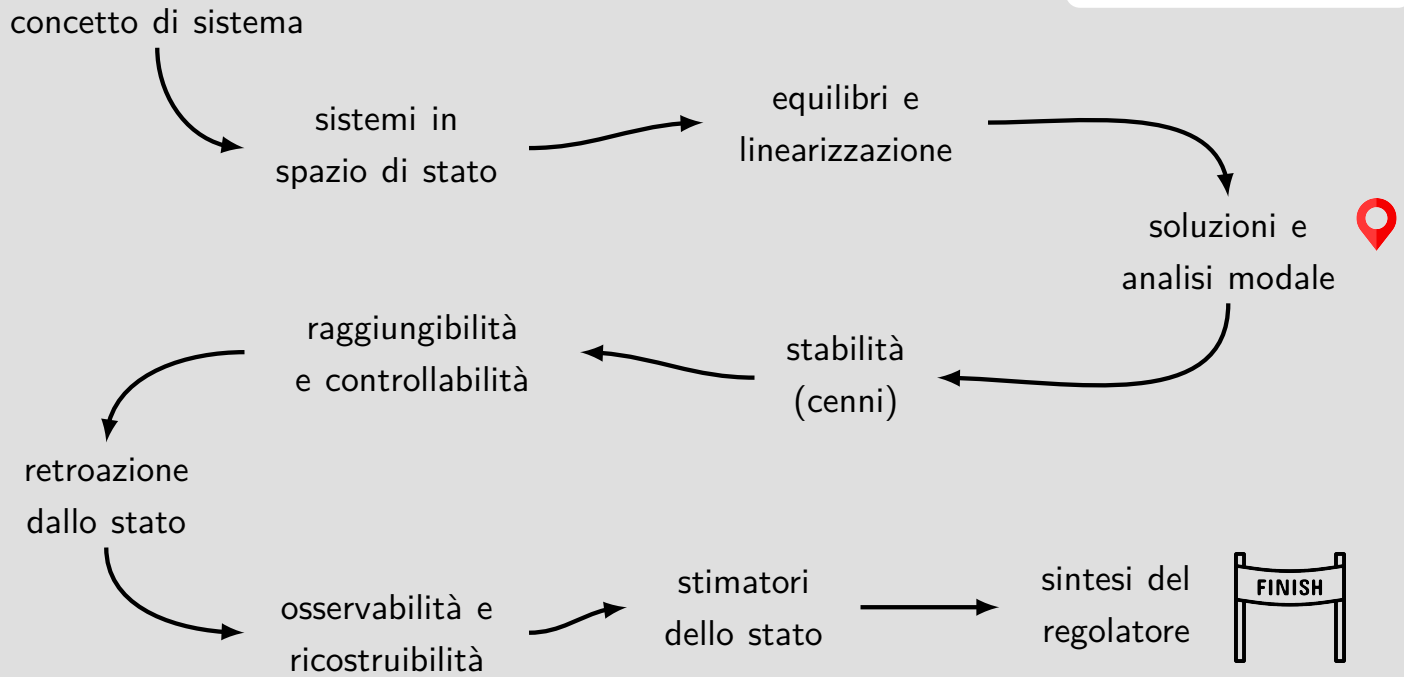 concetto di sistema
sistemi in
spazio di stato
equilibri e
linearizzazione
soluzioni e
analisi modale
stabilità
(cenni)
raggiungibilità
e controllabilità
retroazione
dallo stato
osservabilità e
ricostruibilità
stimatori
dello stato
sintesi del
regolatore
FINISH